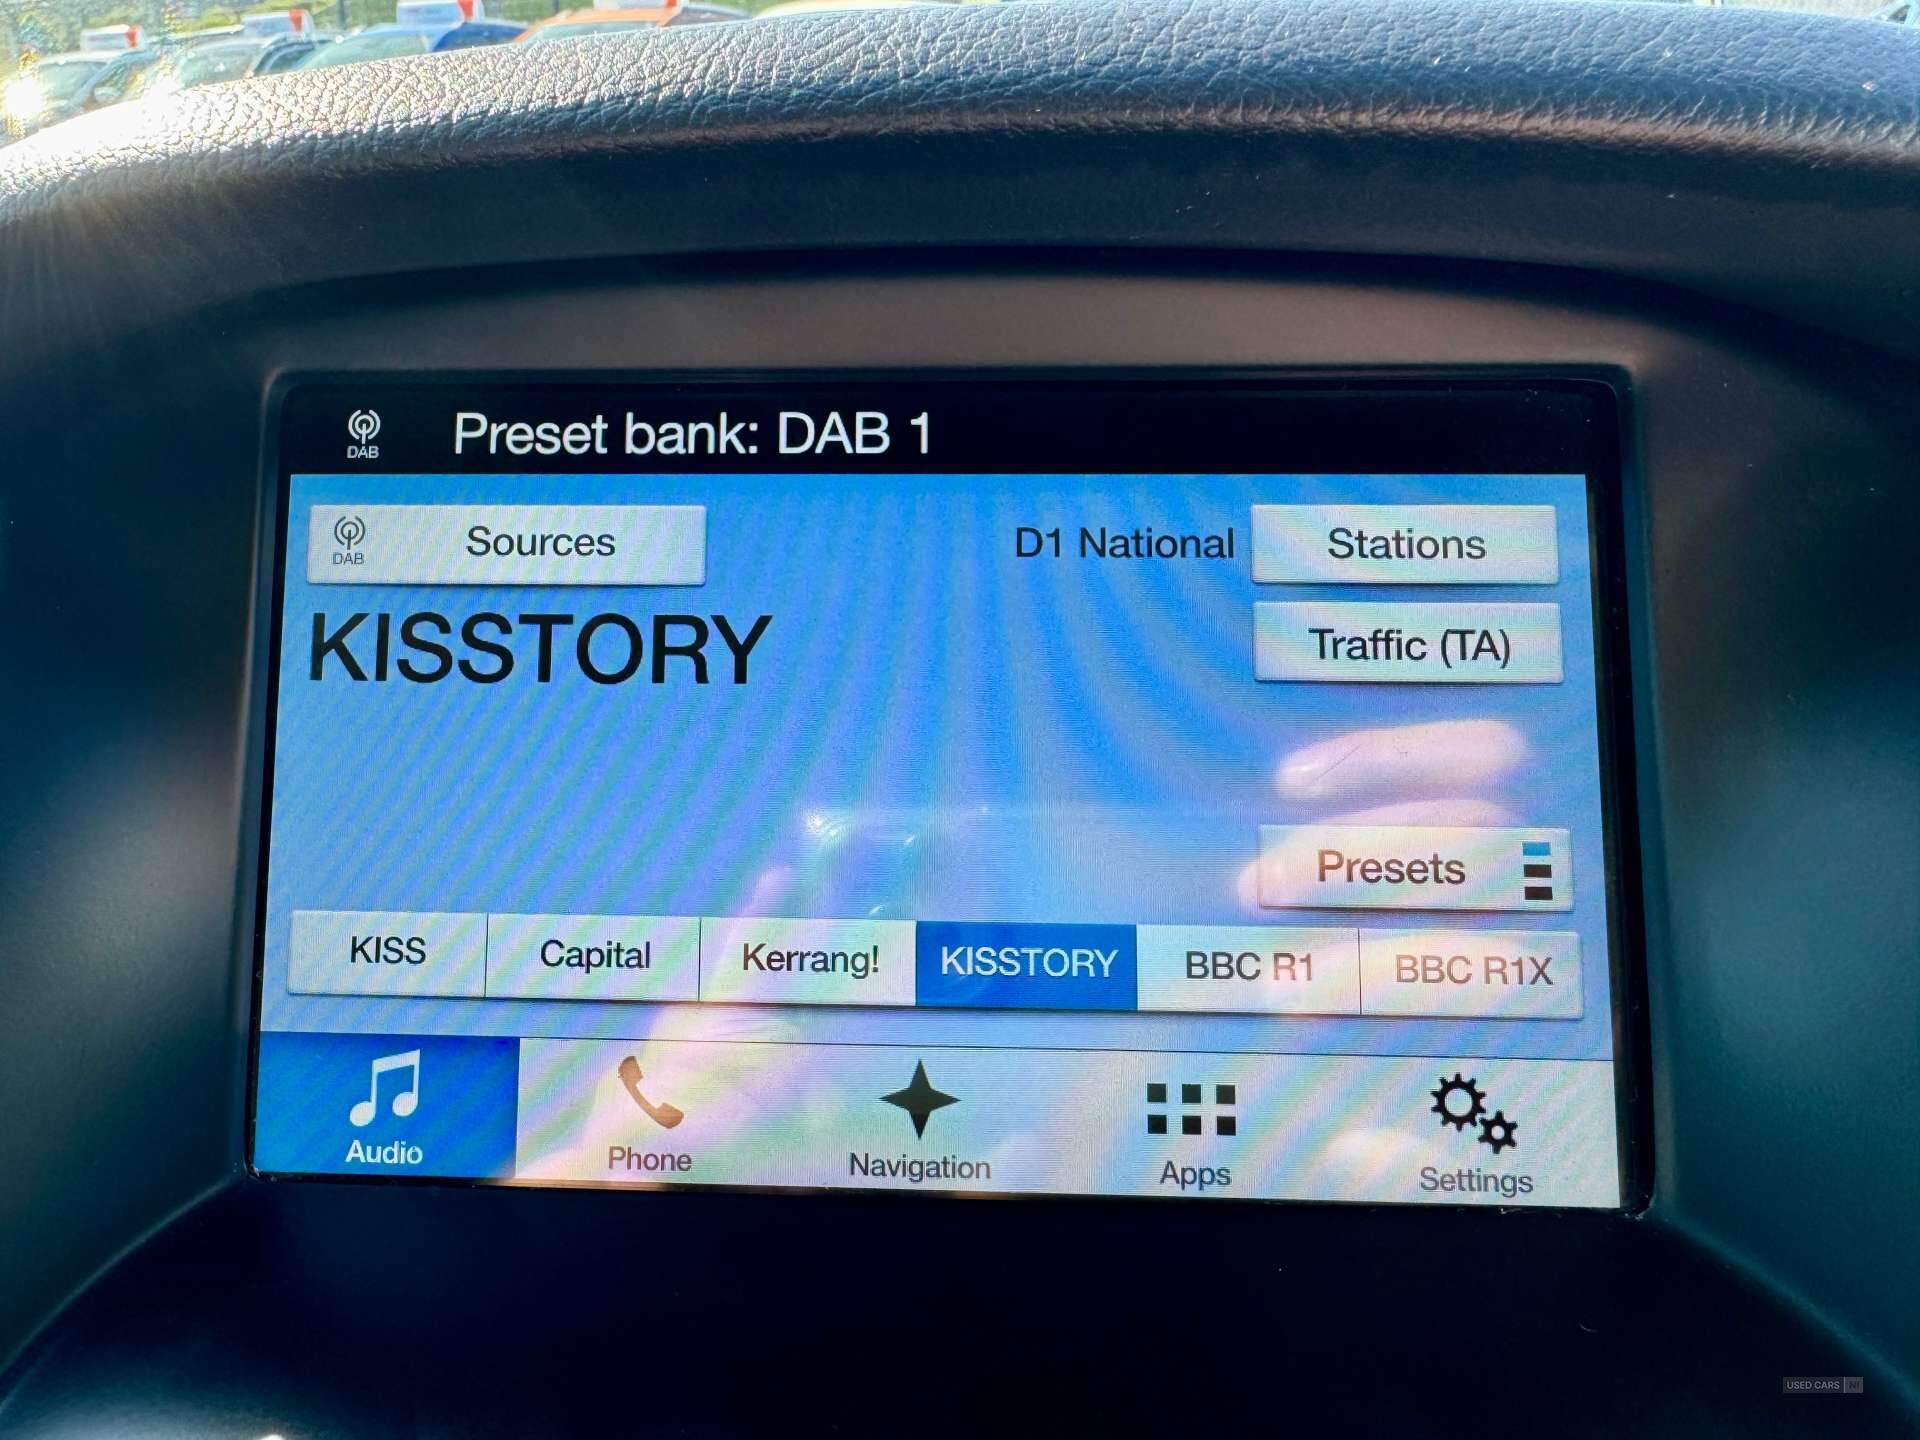 DAB
Preset bank: DAB 1
DAB
Sources
D1 National
Stations
KISSTORY
Traffic (TA)
Presets
KISS
Capital
Kerrang!
KISSTORY
BBC R1
BBC R1X
Audio
Phone
Navigation
Apps
Settings
USED CARS NI